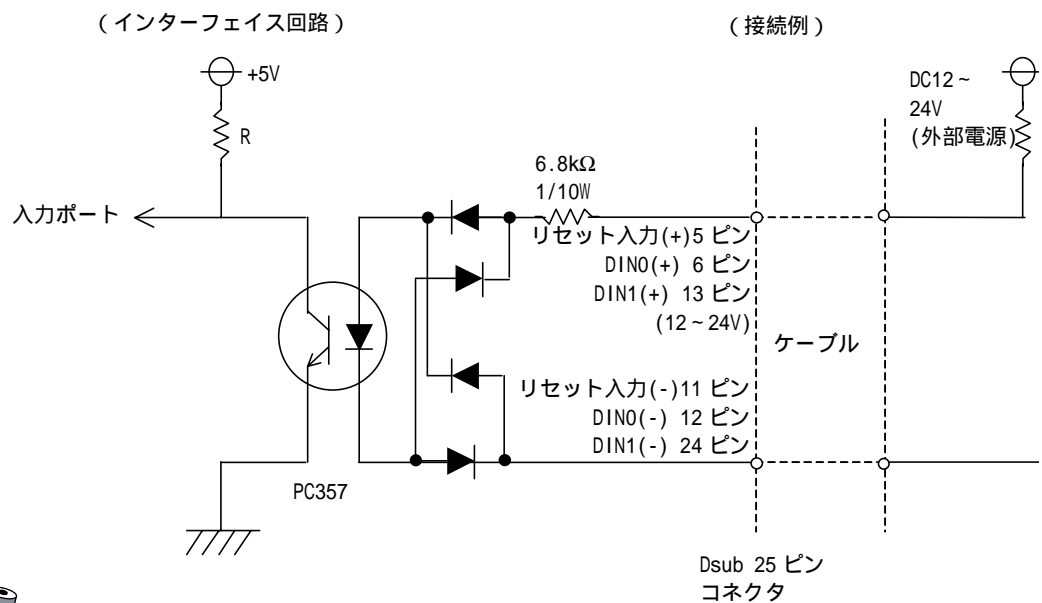 (インターフェイス回路)
(接続例)
+5V
R
DC12~
24V
(外部電源)
6.8kΩ
1/10W
入力ポート
リセット入力(+)5 ピン
DIN0(+) 6 ピン
DIN1(+) 13 ピン
(12~24V)
ケーブル
リセット入力(-)11 ピン
DIN0(-) 12 ピン
DIN1(-) 24 ピン
PC357
Dsub 25 ピン
コネクタ